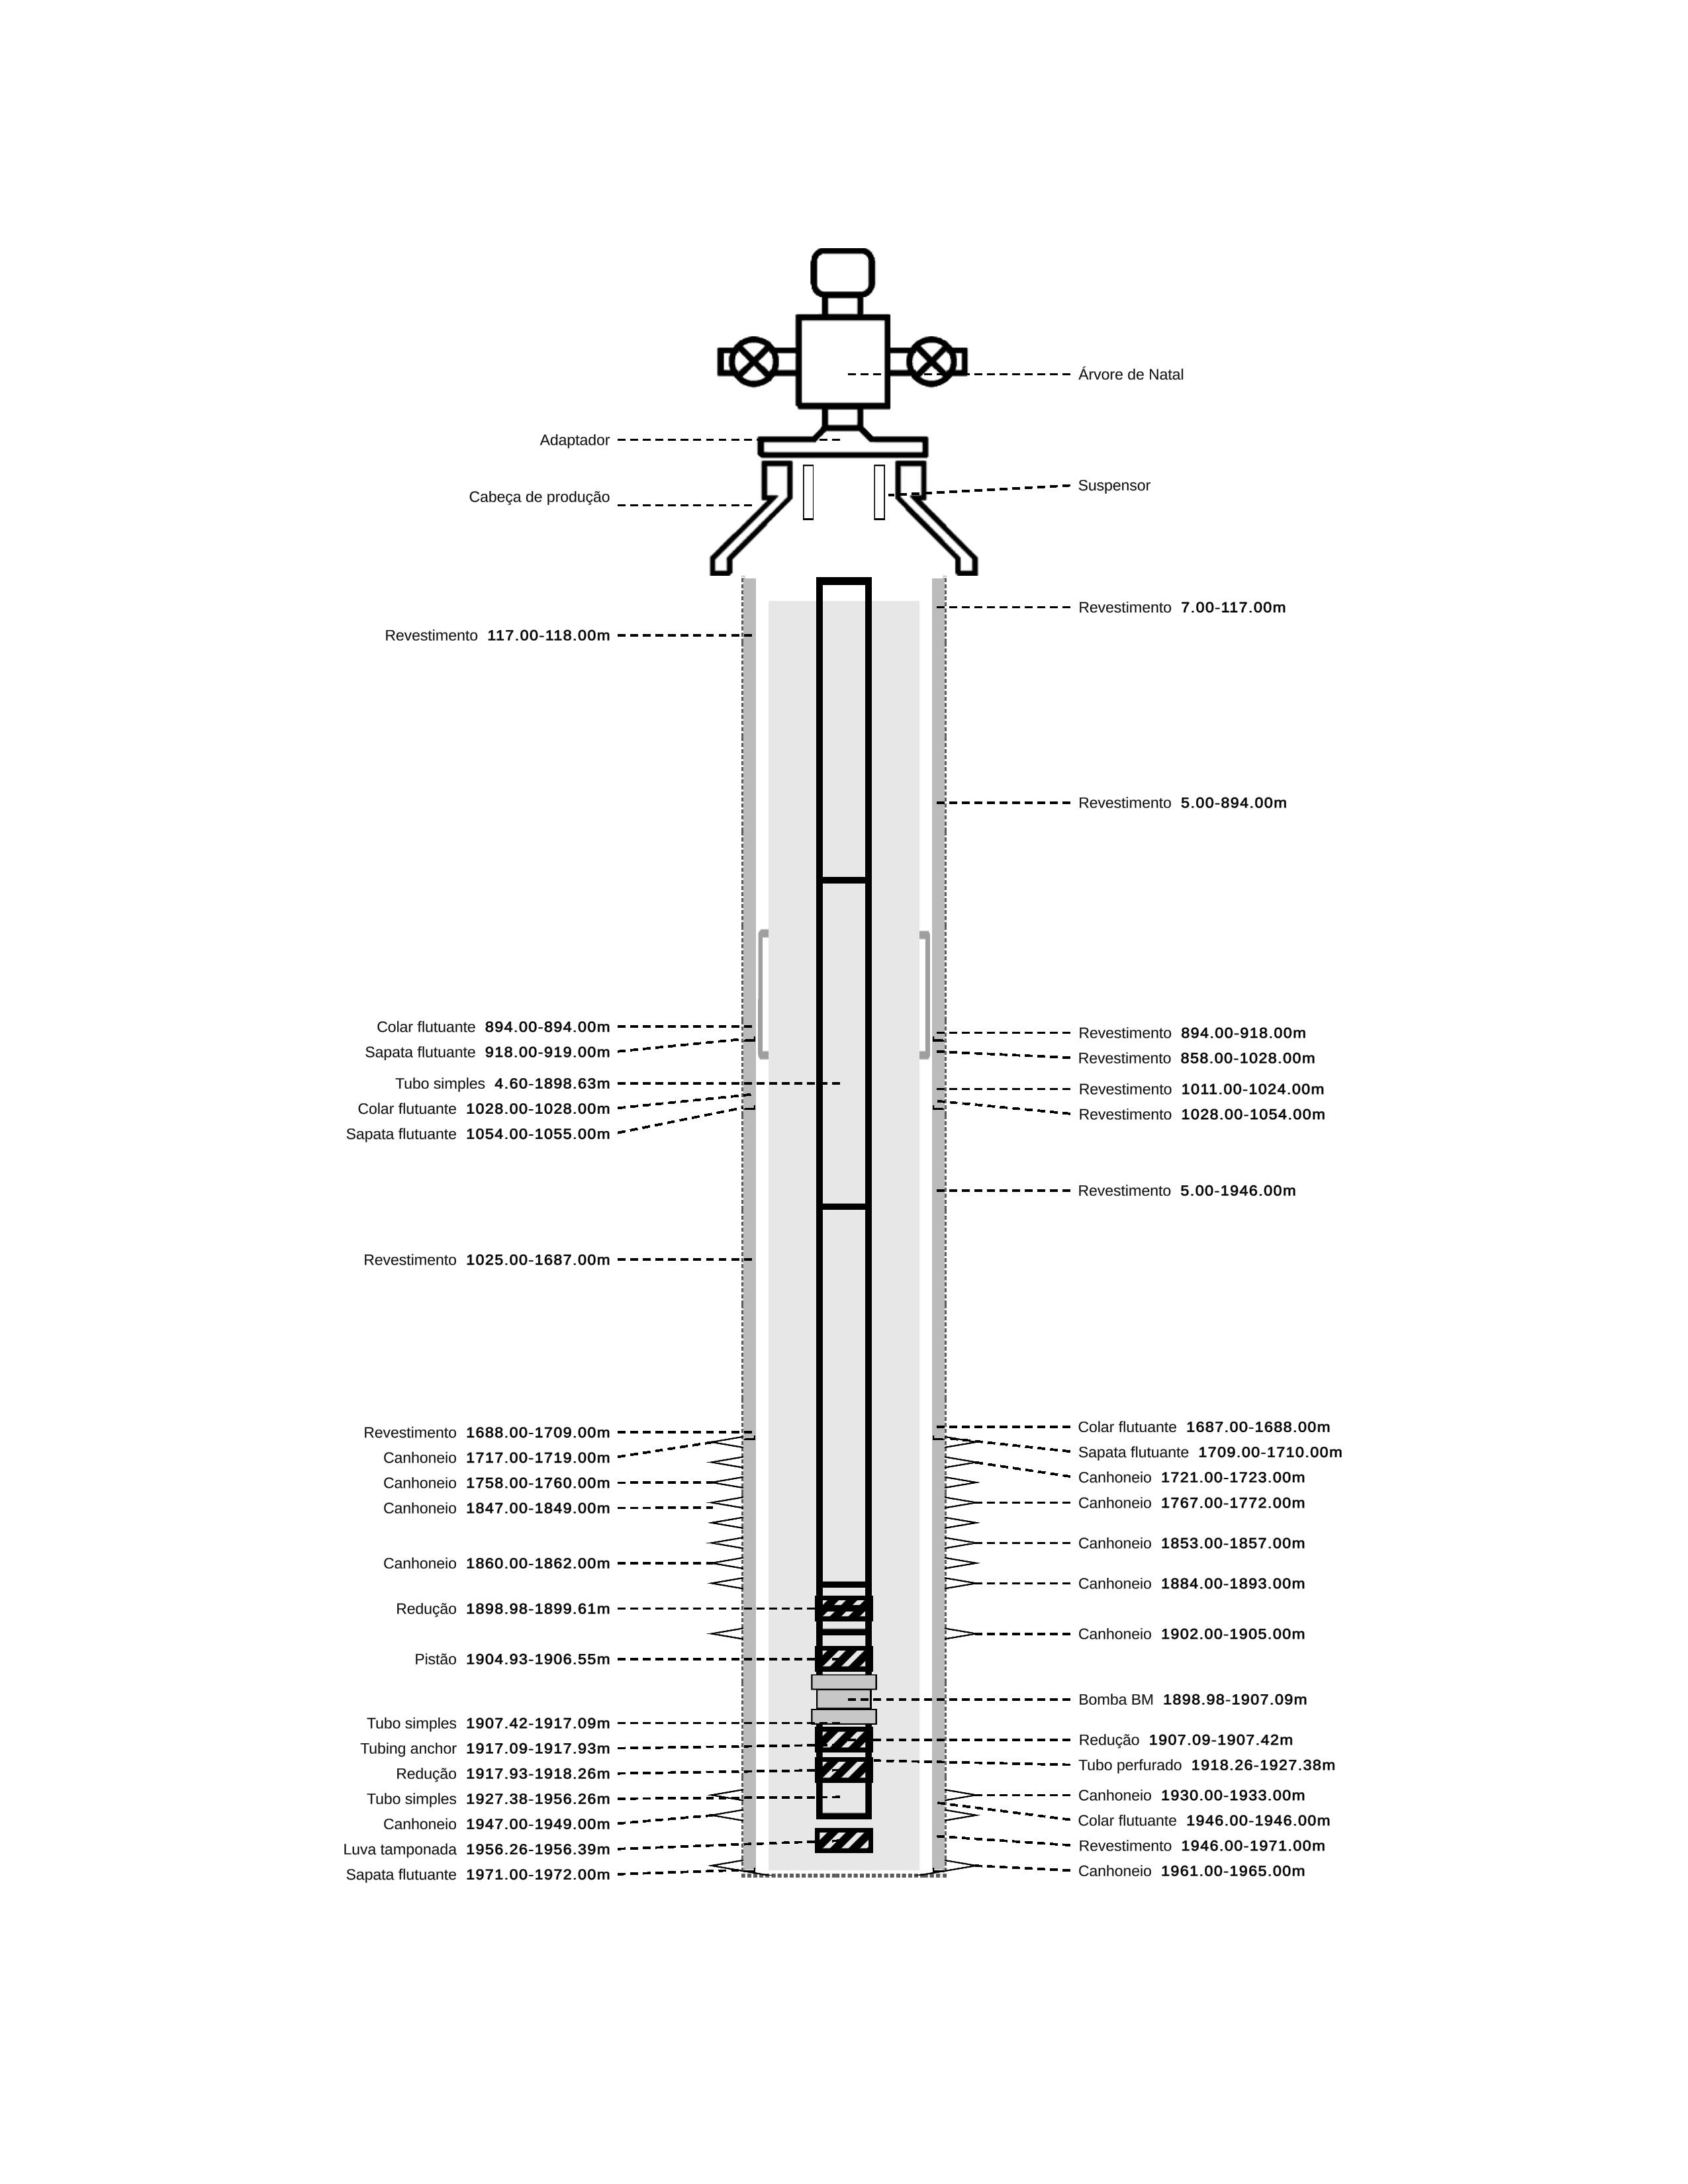 Árvore de Natal
Adaptador
Suspensor
Cabeça de produção
Revestimento 7.00-117.00m
Revestimento 117.00-118.00m
Revestimento 5.00-894.00m
Colar flutuante 894.00-894.00m
Revestimento 894.00-918.00m
Sapata flutuante 918.00-919.00m
Revestimento 858.00-1028.00m
Tubo simples 4.60-1898.63m
Revestimento 1011.00-1024.00m
Colar flutuante 1028.00-1028.00m
Revestimento 1028.00-1054.00m
Sapata flutuante 1054.00-1055.00m
Revestimento 5.00-1946.00m
Revestimento 1025.00-1687.00m
Colar flutuante 1687.00-1688.00m
Revestimento 1688.00-1709.00m
Sapata flutuante 1709.00-1710.00m
Canhoneio 1717.00-1719.00m
Canhoneio 1721.00-1723.00m
Canhoneio 1758.00-1760.00m
Canhoneio 1767.00-1772.00m
Canhoneio 1847.00-1849.00m
Canhoneio 1853.00-1857.00m
Canhoneio 1860.00-1862.00m
Canhoneio 1884.00-1893.00m
Redução 1898.98-1899.61m
Canhoneio 1902.00-1905.00m
Pistão 1904.93-1906.55m
Bomba BM 1898.98-1907.09m
Tubo simples 1907.42-1917.09m
Redução 1907.09-1907.42m
Tubing anchor 1917.09-1917.93m
Tubo perfurado 1918.26-1927.38m
Redução 1917.93-1918.26m
Canhoneio 1930.00-1933.00m
Tubo simples 1927.38-1956.26m
Colar flutuante 1946.00-1946.00m
Canhoneio 1947.00-1949.00m
Revestimento 1946.00-1971.00m
Luva tamponada 1956.26-1956.39m
Canhoneio 1961.00-1965.00m
Sapata flutuante 1971.00-1972.00m